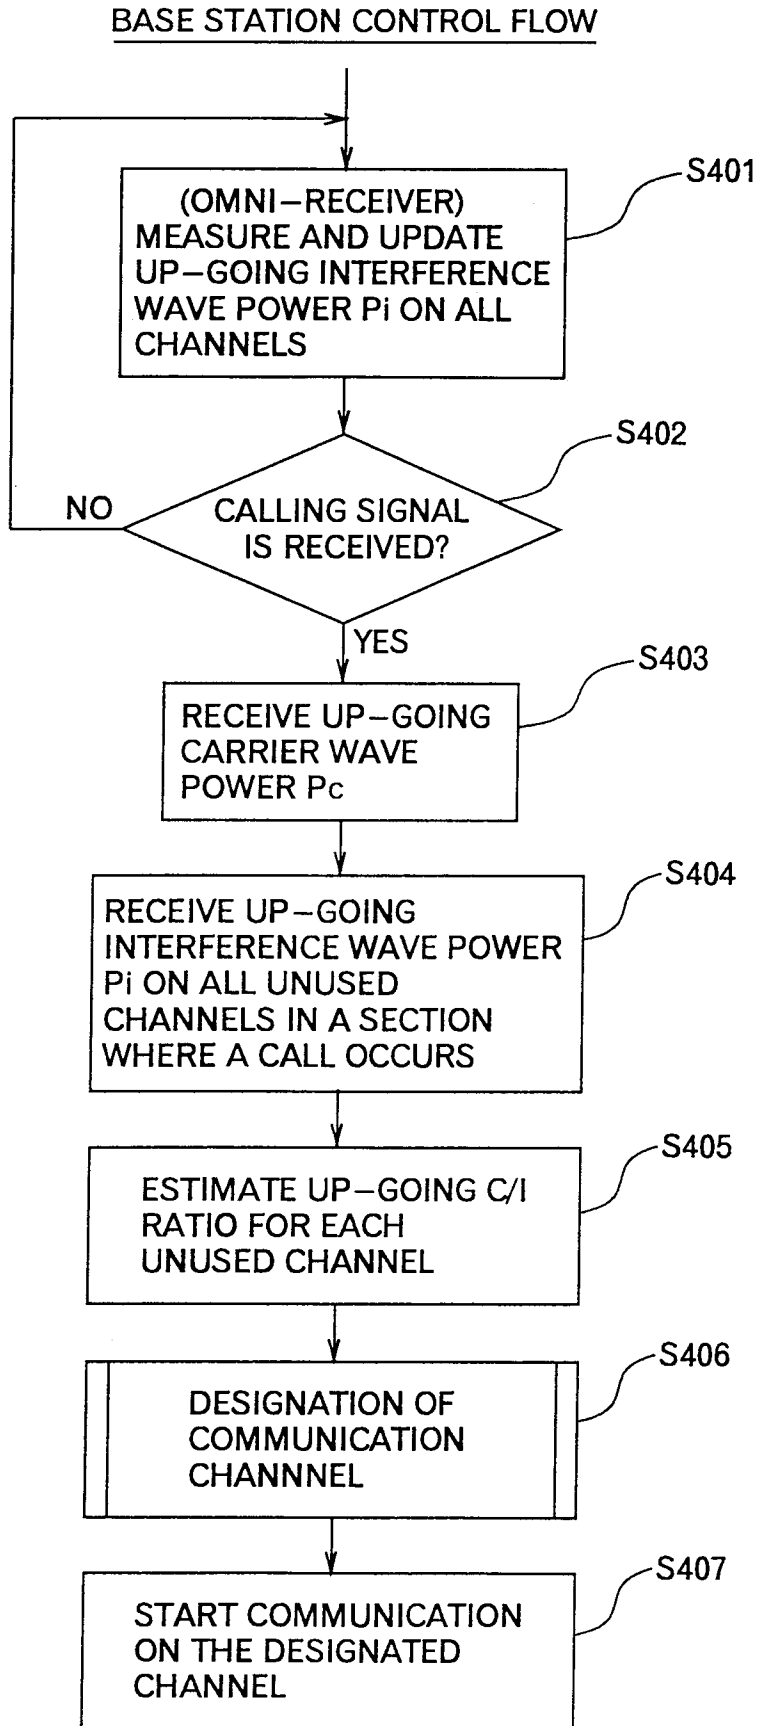 BASE STATION CONTROL FLOW
S401
(OMNI-RECEIVER)
MEASURE AND UPDATE
UP-GOING INTERFERENCE
WAVE POWER Pi ON ALL
CHANNELS
S402
NO
CALLING SIGNAL
IS RECEIVED?
YES
S403
RECEIVE UP-GOING
CARRIER WAVE
POWER Pc
S404
RECEIVE UP-GOING
INTERFERENCE WAVE POWER
Pi ON ALL UNUSED
CHANNELS IN A SECTION
WHERE A CALL OCCURS
S405
ESTIMATE UP-GOING C/I
RATIO FOR EACH
UNUSED CHANNEL
S406
DESIGNATION OF
COMMUNICATION
CHANNNEL
S407
START COMMUNICATION
ON THE DESIGNATED
CHANNEL